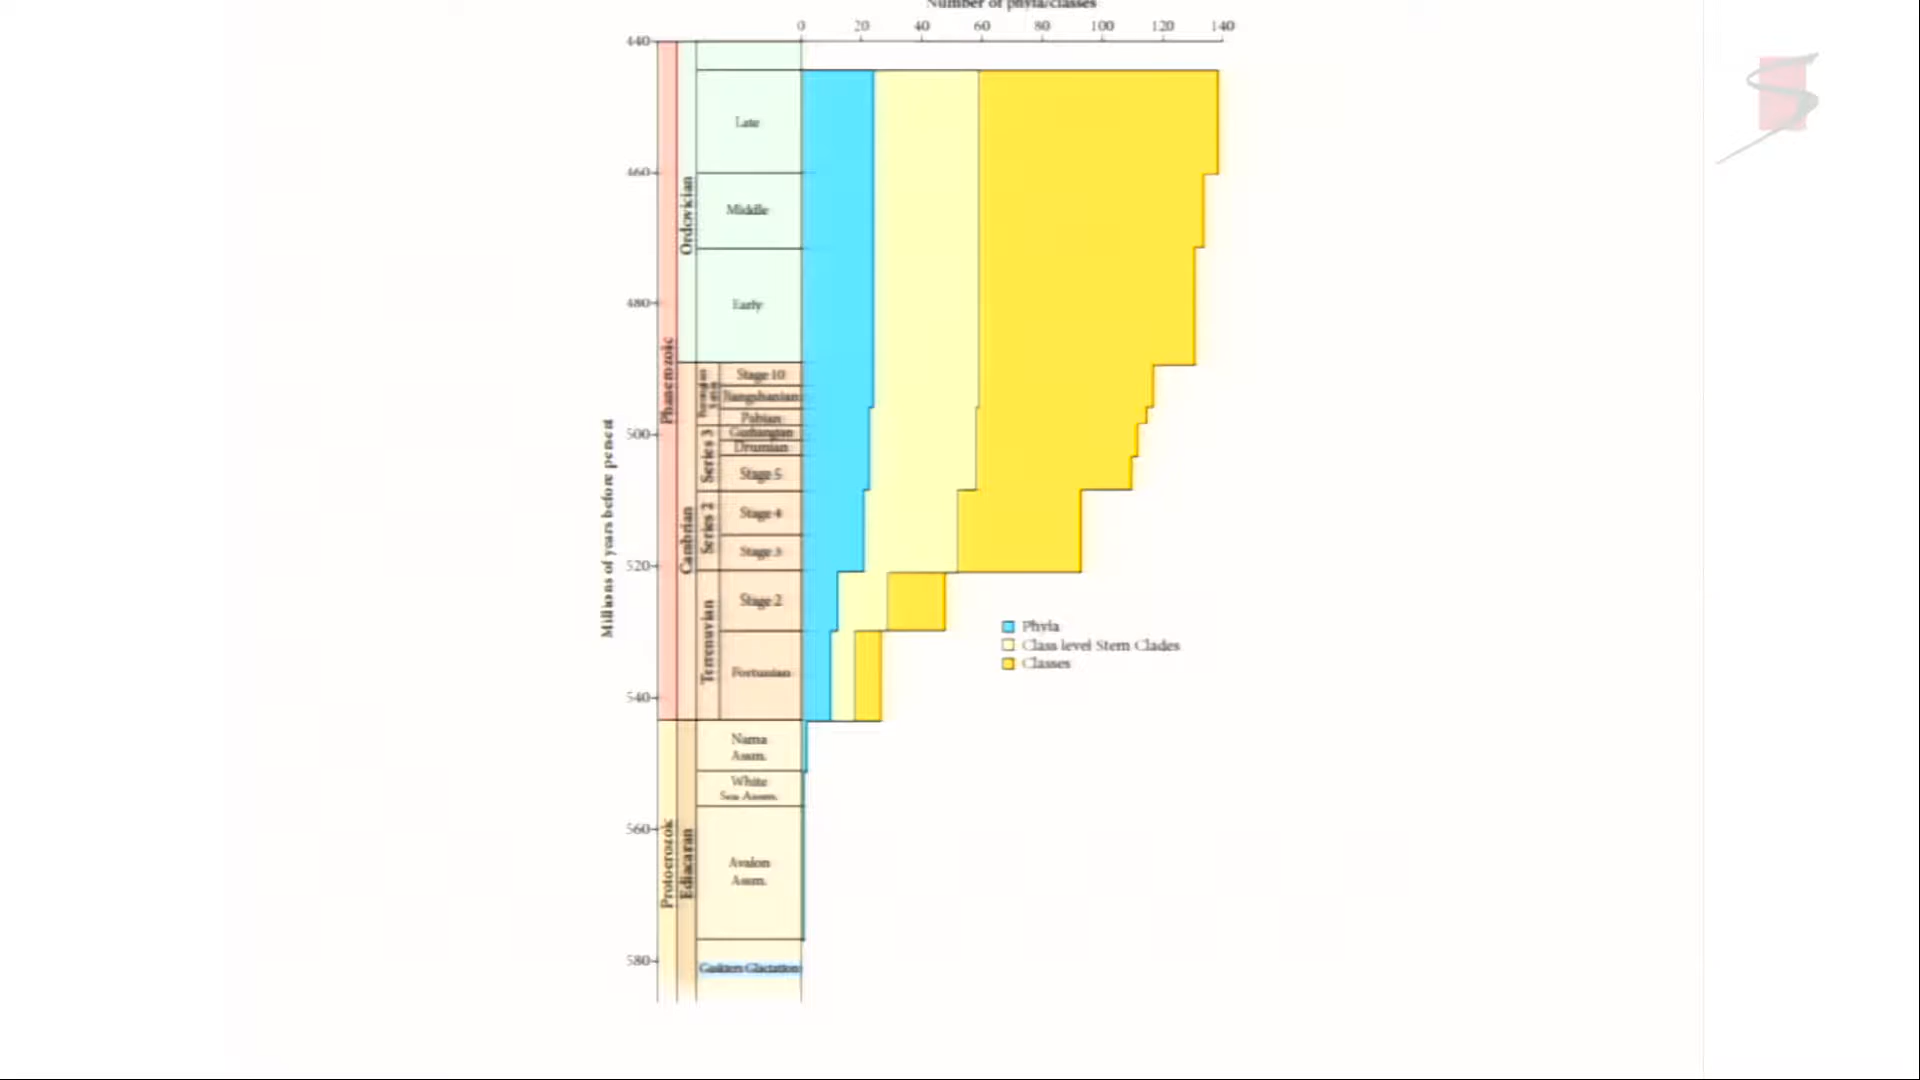 Number of phyla/classes
0 20 40 60 80 100 120 140
440
460
480
500
520
540
560
580
Millions of years before present
Phanerozoic
Proterozoic
Ordovician
Cambrian
Ediacaran
Late
Middle
Early
Series 3
Series 2
Terrenuvian
Stage 10
Jiangshanian
Pabian
Guzhangian
Drumian
Stage 5
Stage 4
Stage 3
Stage 2
Fortunian
Nama
Assm.
White
Sea Assm.
Avalon
Assm.
Gaskiers Glaciation
Phyla
Class level Stem Clades
Classes